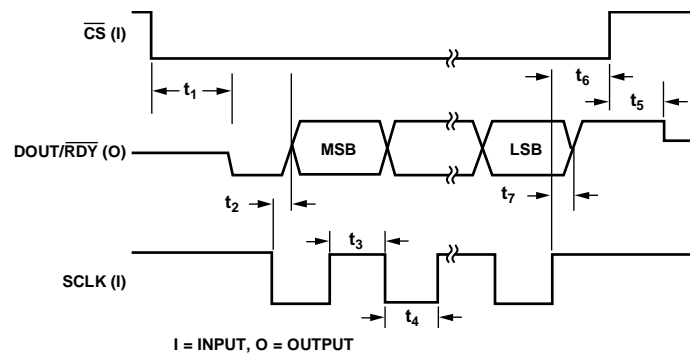 CS (I)
t1
t6
t5
DOUT/RDY (O)
MSB
LSB
t2
t7
t3
SCLK (I)
t4
I = INPUT, O = OUTPUT